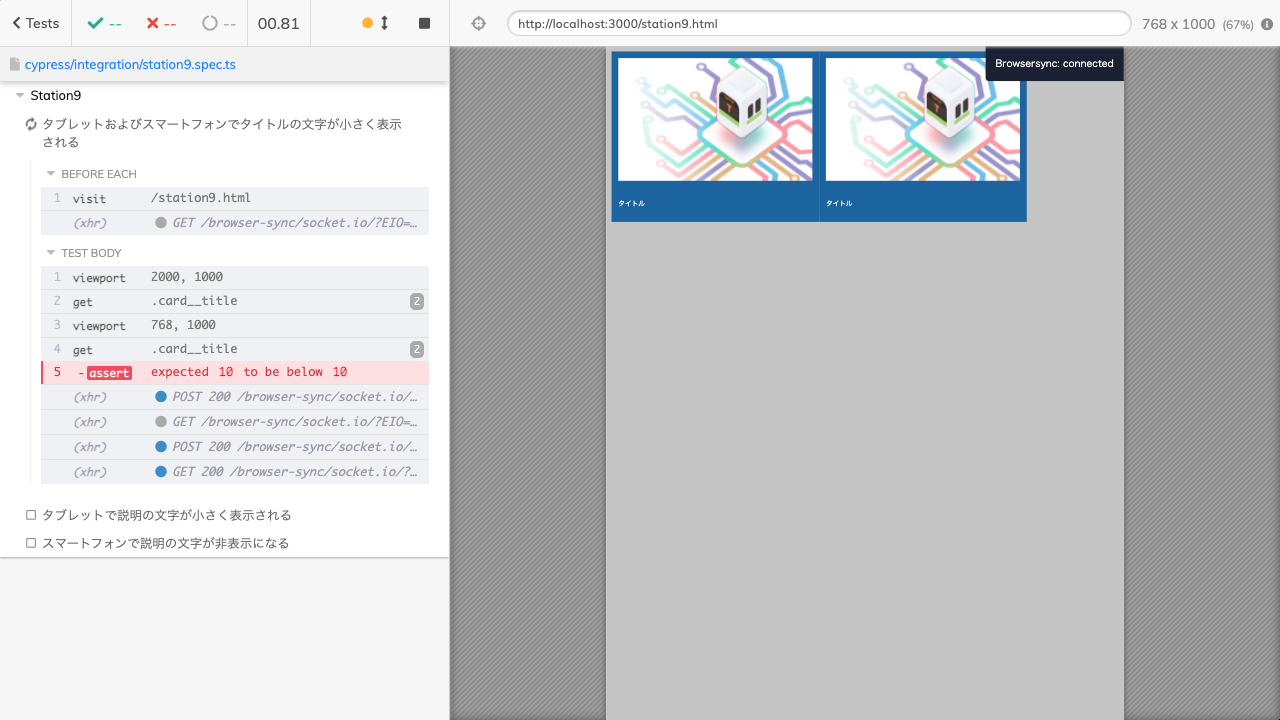 Tests
--
--
--
00.81
http://localhost:3000/station9.html
768 x 1000 (67%)
cypress/integration/station9.spec.ts
Station9
タブレットおよびスマートフォンでタイトルの文字が小さく表示
される
BEFORE EACH
1 visit /station9.html
(xhr) GET /browser-sync/socket.io/?EIO=…
TEST BODY
1 viewport 2000, 1000
2 get .card__title 2
3 viewport 768, 1000
4 get .card__title 2
5 -assert expected 10 to be below 10
(xhr) POST 200 /browser-sync/socket.io/…
(xhr) GET /browser-sync/socket.io/?EIO=…
(xhr) POST 200 /browser-sync/socket.io/…
(xhr) GET 200 /browser-sync/socket.io/?…
タブレットで説明の文字が小さく表示される
スマートフォンで説明の文字が非表示になる
Browsersync: connected
タイトル
タイトル